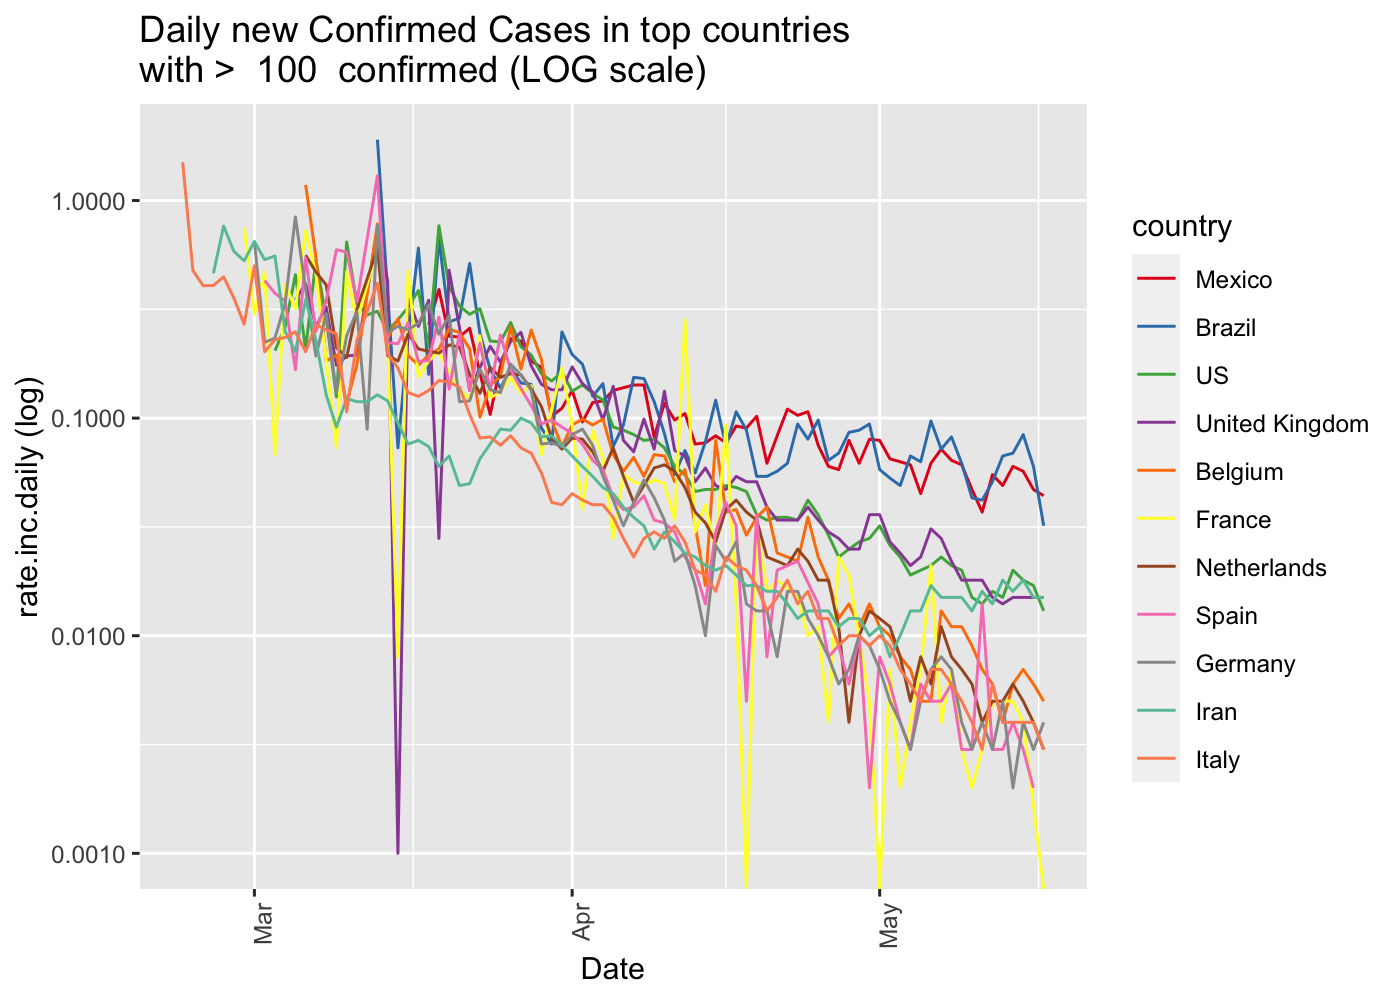 Daily new Confirmed Cases in top countries
with >  100  confirmed (LOG scale)
rate.inc.daily (log)
1.0000
0.1000
0.0100
0.0010
Mar
Apr
May
Date
country
Mexico
Brazil
US
United Kingdom
Belgium
France
Netherlands
Spain
Germany
Iran
Italy